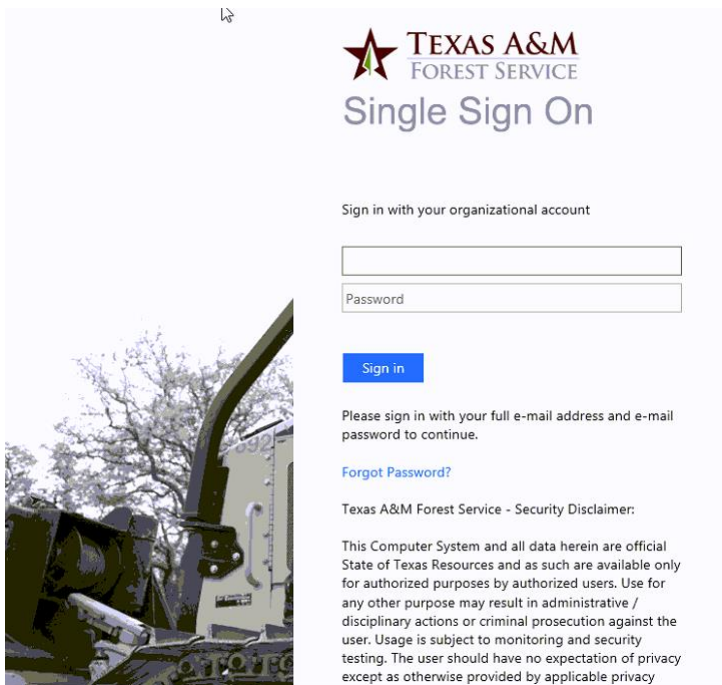 TEXAS A&M
FOREST SERVICE
Single Sign On
Sign in with your organizational account
Password
Sign in
Please sign in with your full e-mail address and e-mail
password to continue.
Forgot Password?
Texas A&M Forest Service - Security Disclaimer:
This Computer System and all data herein are official
State of Texas Resources and as such are available only
for authorized purposes by authorized users. Use for
any other purpose may result in administrative /
disciplinary actions or criminal prosecution against the
user. Usage is subject to monitoring and security
testing. The user should have no expectation of privacy
except as otherwise provided by applicable privacy